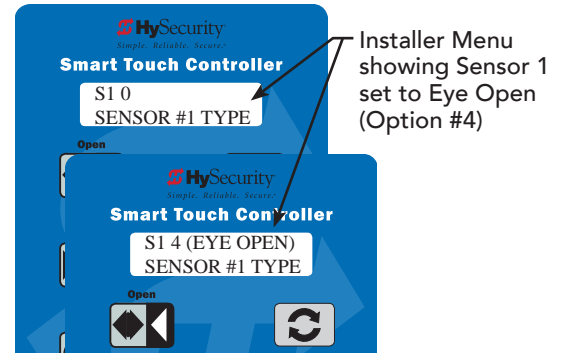 HySecurity
Simple. Reliable. Secure.
Smart Touch Controller
S1 0
SENSOR #1 TYPE
Open
HySecurity
Simple. Reliable. Secure.
Smart Touch Controller
S1 4 (EYE OPEN)
SENSOR #1 TYPE
Open
Installer Menu
showing Sensor 1
set to Eye Open
(Option #4)